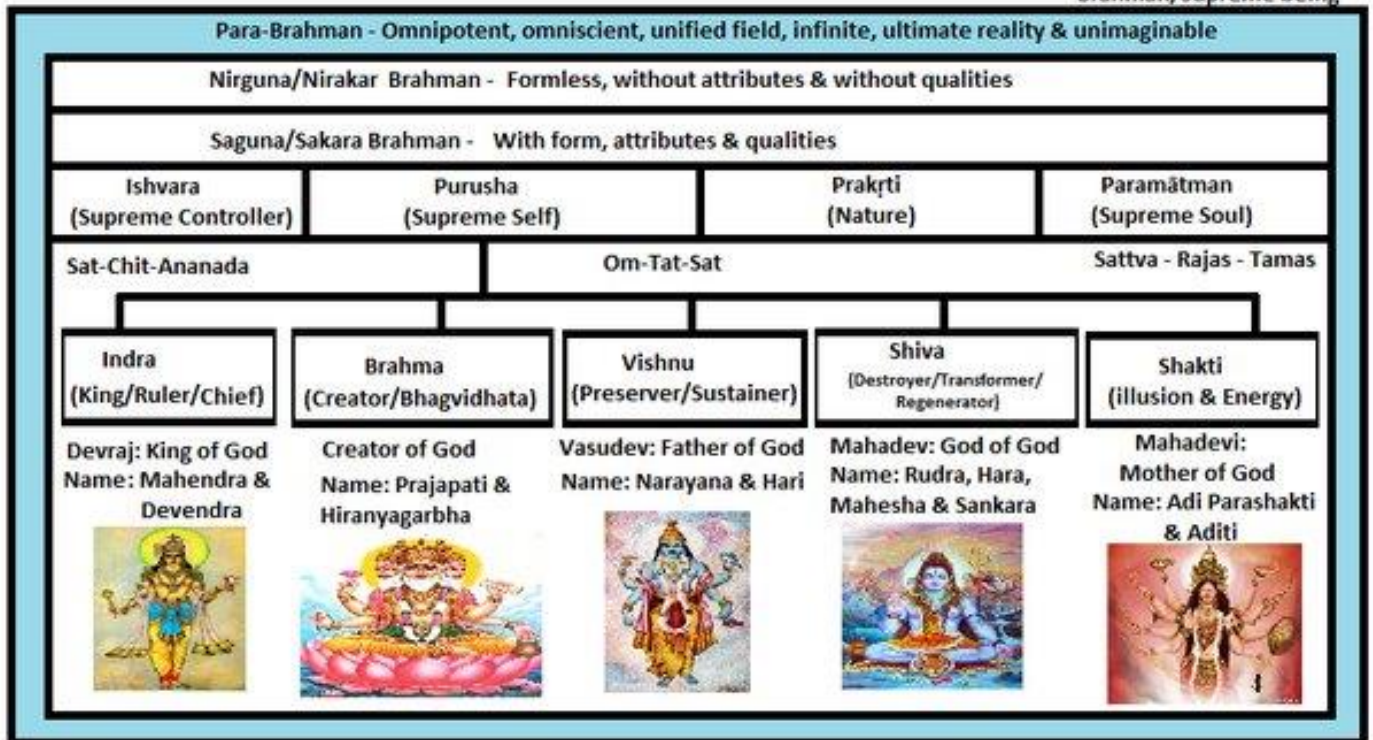 Para-Brahman - Omnipotent, omniscient, unified field, infinite, ultimate reality & unimaginable
Nirguna/Nirakar Brahman - Formless, without attributes & without qualities
Saguna/Sakara Brahman - With form, attributes & qualities
Ishvara
(Supreme Controller)
Purusha
(Supreme Self)
Prakṛti
(Nature)
Paramātman
(Supreme Soul)
Sat-Chit-Ananada
Om-Tat-Sat
Sattva - Rajas - Tamas
Indra
(King/Ruler/Chief)
Devraj: King of God
Name: Mahendra &
Devendra
Brahma
(Creator/Bhagvidhata)
Creator of God
Name: Prajapati &
Hiranyagarbha
Vishnu
(Preserver/Sustainer)
Vasudev: Father of God
Name: Narayana & Hari
Shiva
(Destroyer/Transformer/
Regenerator)
Mahadev: God of God
Name: Rudra, Hara,
Mahesha & Sankara
Shakti
(illusion & Energy)
Mahadevi:
Mother of God
Name: Adi Parashakti
& Aditi